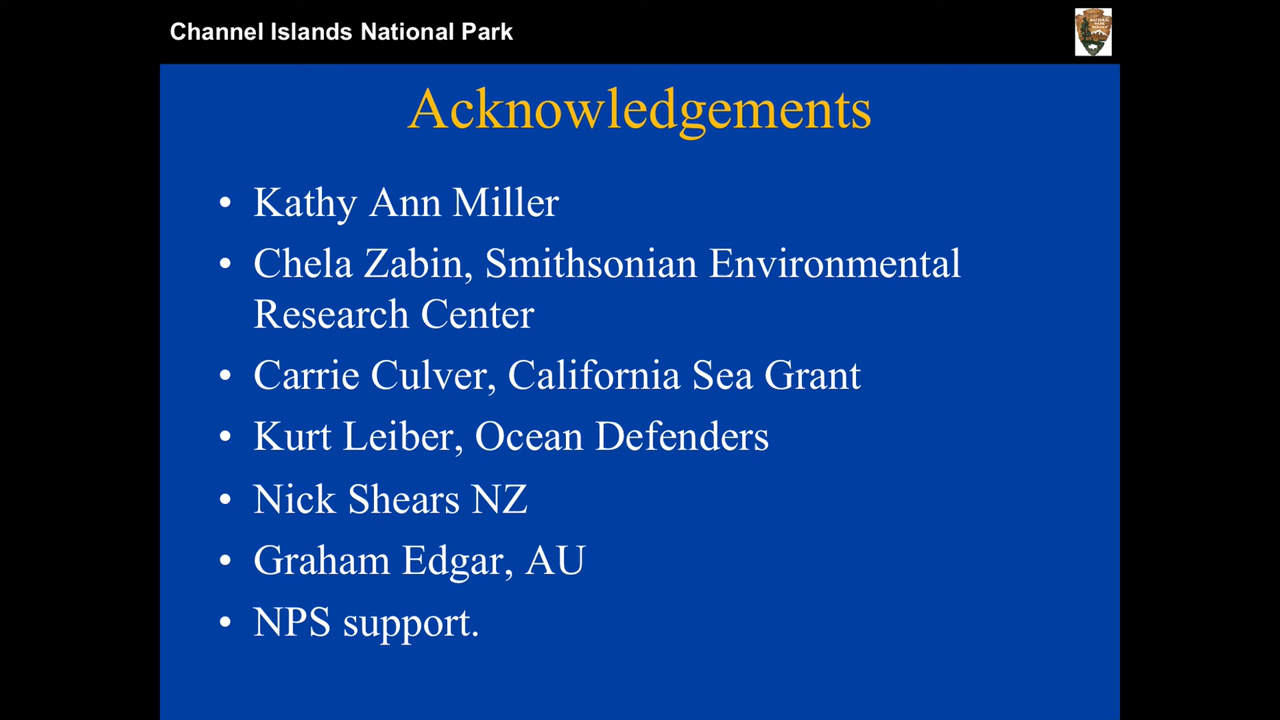 Channel Islands National Park
Acknowledgements
• Kathy Ann Miller
• Chela Zabin, Smithsonian Environmental
Research Center
• Carrie Culver, California Sea Grant
• Kurt Leiber, Ocean Defenders
• Nick Shears NZ
• Graham Edgar, AU
• NPS support.